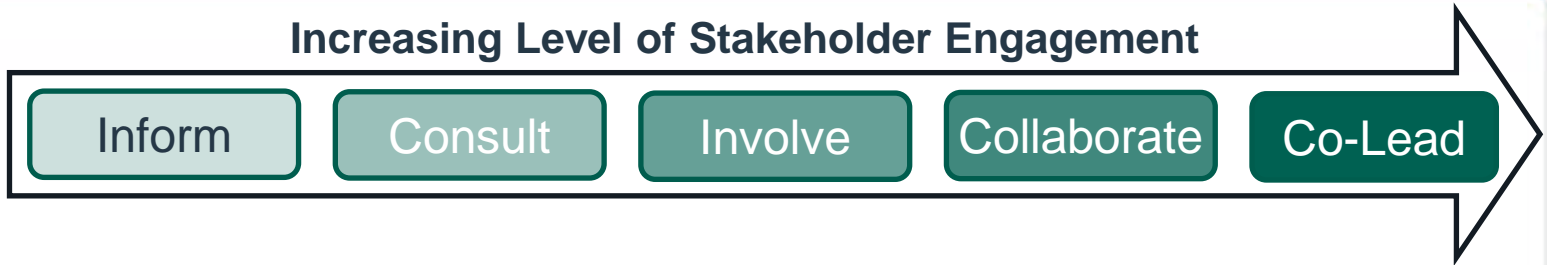 Increasing Level of Stakeholder Engagement
Inform Consult Involve Collaborate Co-Lead